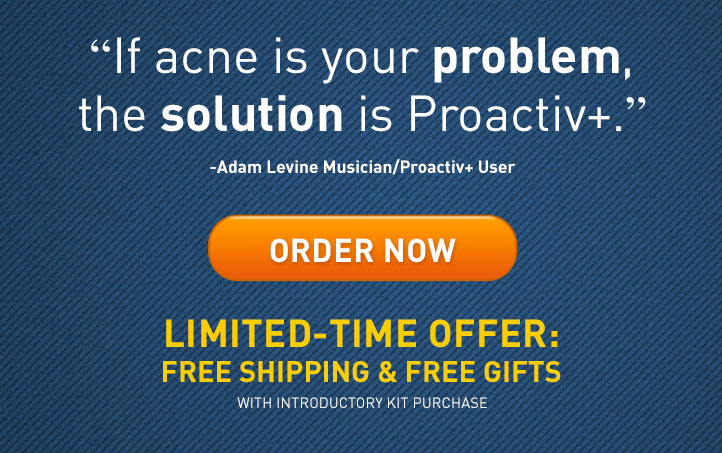 “If acne is your problem,
the solution is Proactiv+.”
-Adam Levine Musician/Proactiv+ User
ORDER NOW
LIMITED-TIME OFFER:
FREE SHIPPING & FREE GIFTS
WITH INTRODUCTORY KIT PURCHASE